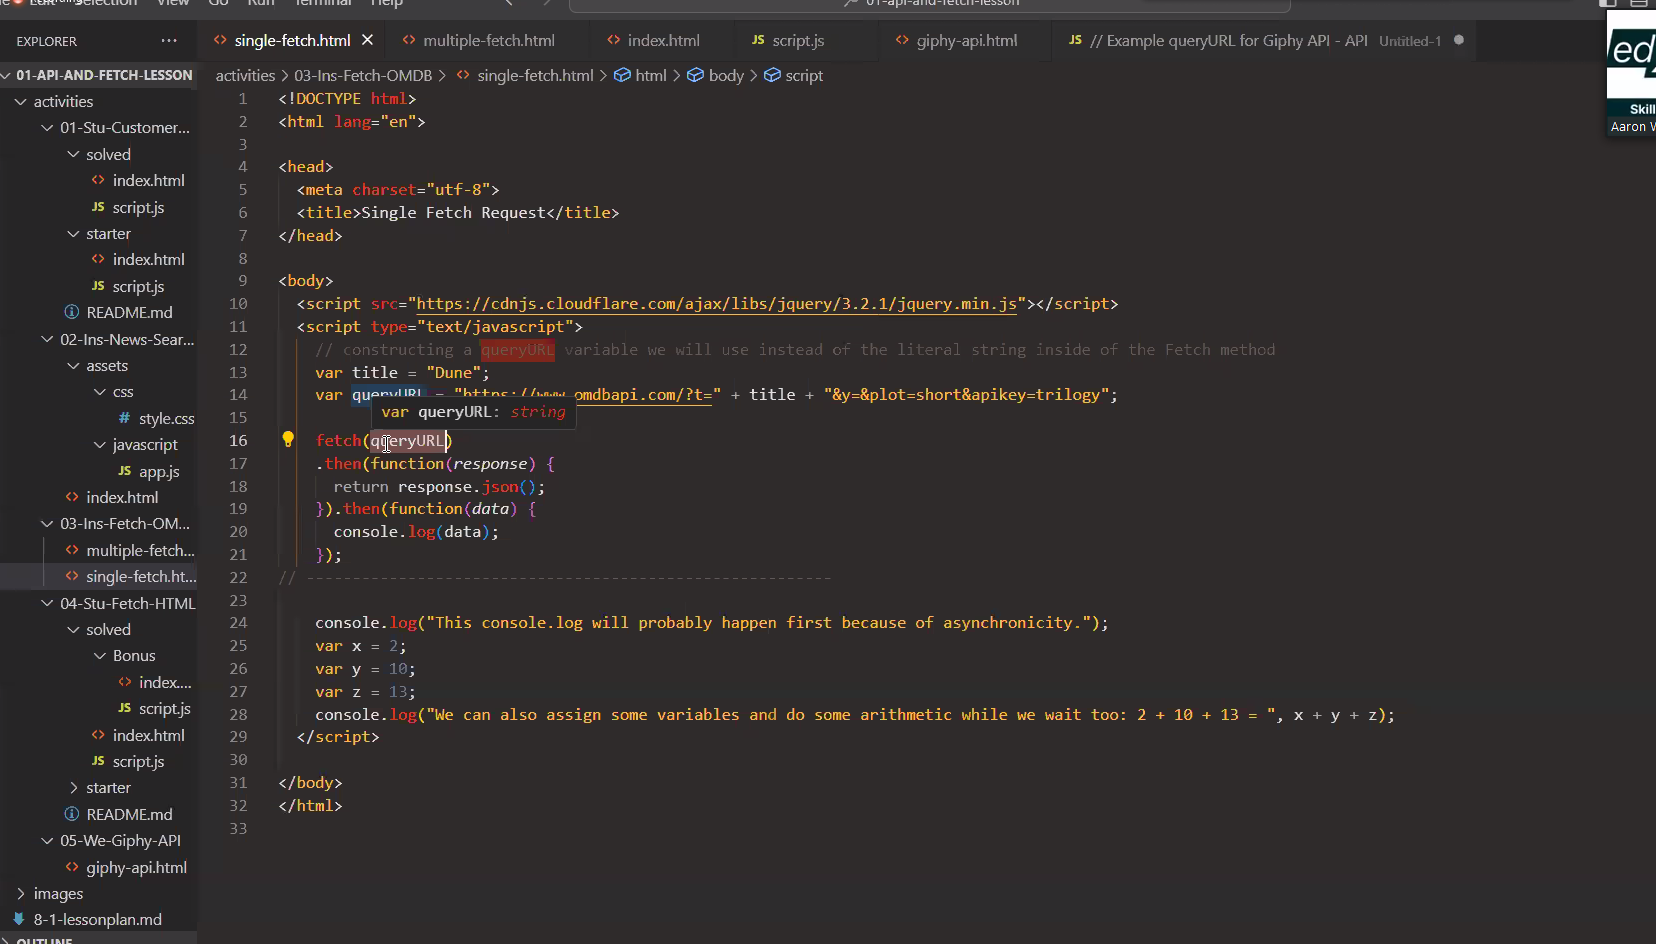 Selection View Go Run Terminal Help
01-api-and-fetch-lesson
EXPLORER ···
single-fetch.html
multiple-fetch.html
index.html
JS script.js
giphy-api.html
JS // Example queryURL for Giphy API - API Untitled-1
01-API-AND-FETCH-LESSON
activities
01-Stu-Customer...
solved
index.html
JS script.js
starter
index.html
JS script.js
README.md
02-Ins-News-Sear...
assets
css
# style.css
javascript
JS app.js
index.html
03-Ins-Fetch-OM...
multiple-fetch...
single-fetch.ht...
04-Stu-Fetch-HTML
solved
Bonus
index....
JS script.js
index.html
JS script.js
starter
README.md
05-We-Giphy-API
giphy-api.html
images
8-1-lessonplan.md
OUTLINE
activities > 03-Ins-Fetch-OMDB > single-fetch.html > html > body > script
1 <!DOCTYPE html>
2 <html lang="en">
3
4 <head>
5 <meta charset="utf-8">
6 <title>Single Fetch Request</title>
7 </head>
8
9 <body>
10 <script src="https://cdnjs.cloudflare.com/ajax/libs/jquery/3.2.1/jquery.min.js"></script>
11 <script type="text/javascript">
12 // constructing a queryURL variable we will use instead of the literal string inside of the Fetch method
13 var title = "Dune";
14 var queryURL = "https://www.omdbapi.com/?t=" + title + "&y=&plot=short&apikey=trilogy";
var queryURL: string
15
16 fetch(queryURL)
17 .then(function(response) {
18 return response.json();
19 }).then(function(data) {
20 console.log(data);
21 });
22 // ---------------------------------------------------------
23
24 console.log("This console.log will probably happen first because of asynchronicity.");
25 var x = 2;
26 var y = 10;
27 var z = 13;
28 console.log("We can also assign some variables and do some arithmetic while we wait too: 2 + 10 + 13 = ", x + y + z);
29 </script>
30
31 </body>
32 </html>
33
ed
Skill
Aaron W